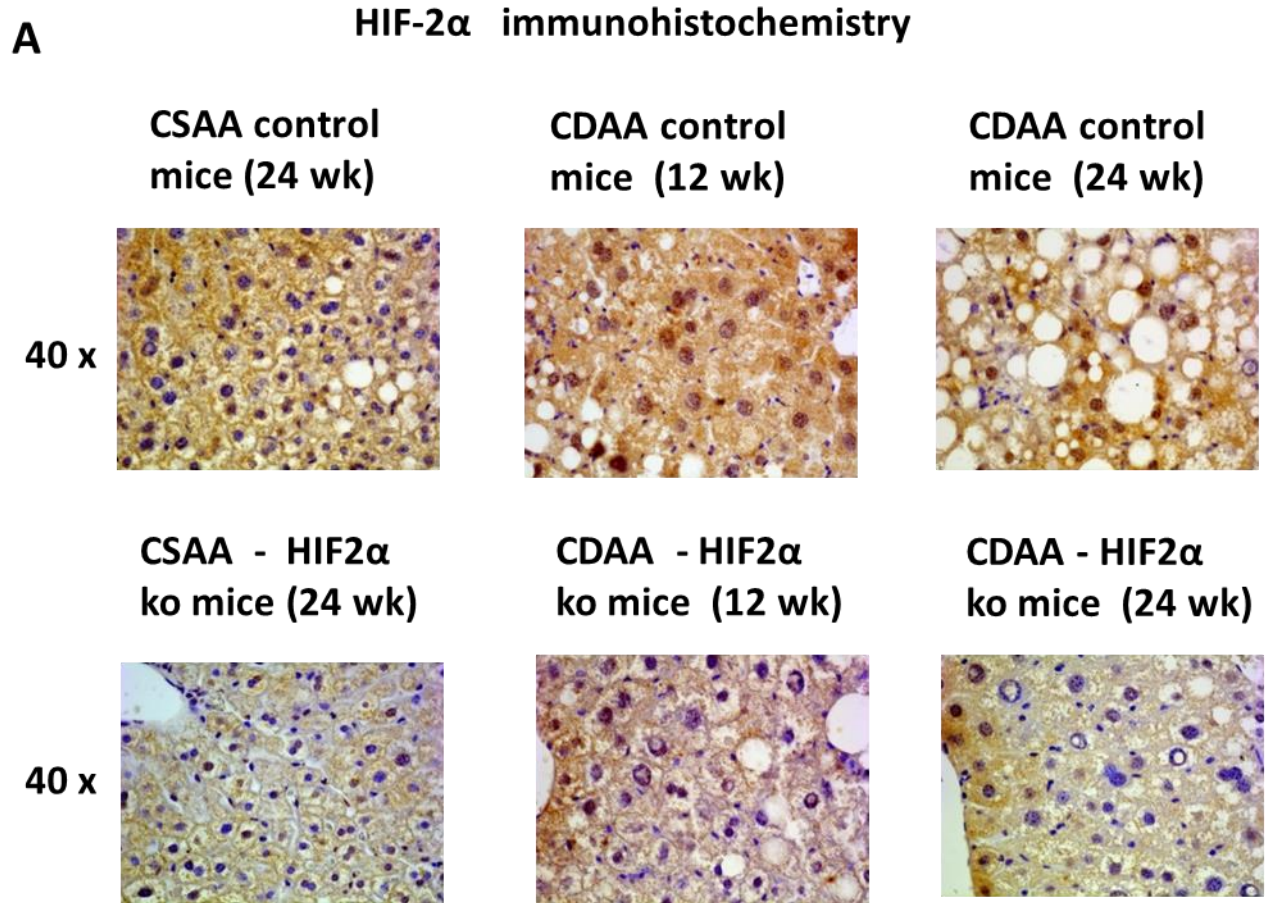 A
HIF-2α immunohistochemistry
CSAA control
mice (24 wk)
CDAA control
mice (12 wk)
CDAA control
mice (24 wk)
40 x
CSAA - HIF2α
ko mice (24 wk)
CDAA - HIF2α
ko mice (12 wk)
CDAA - HIF2α
ko mice (24 wk)
40 x